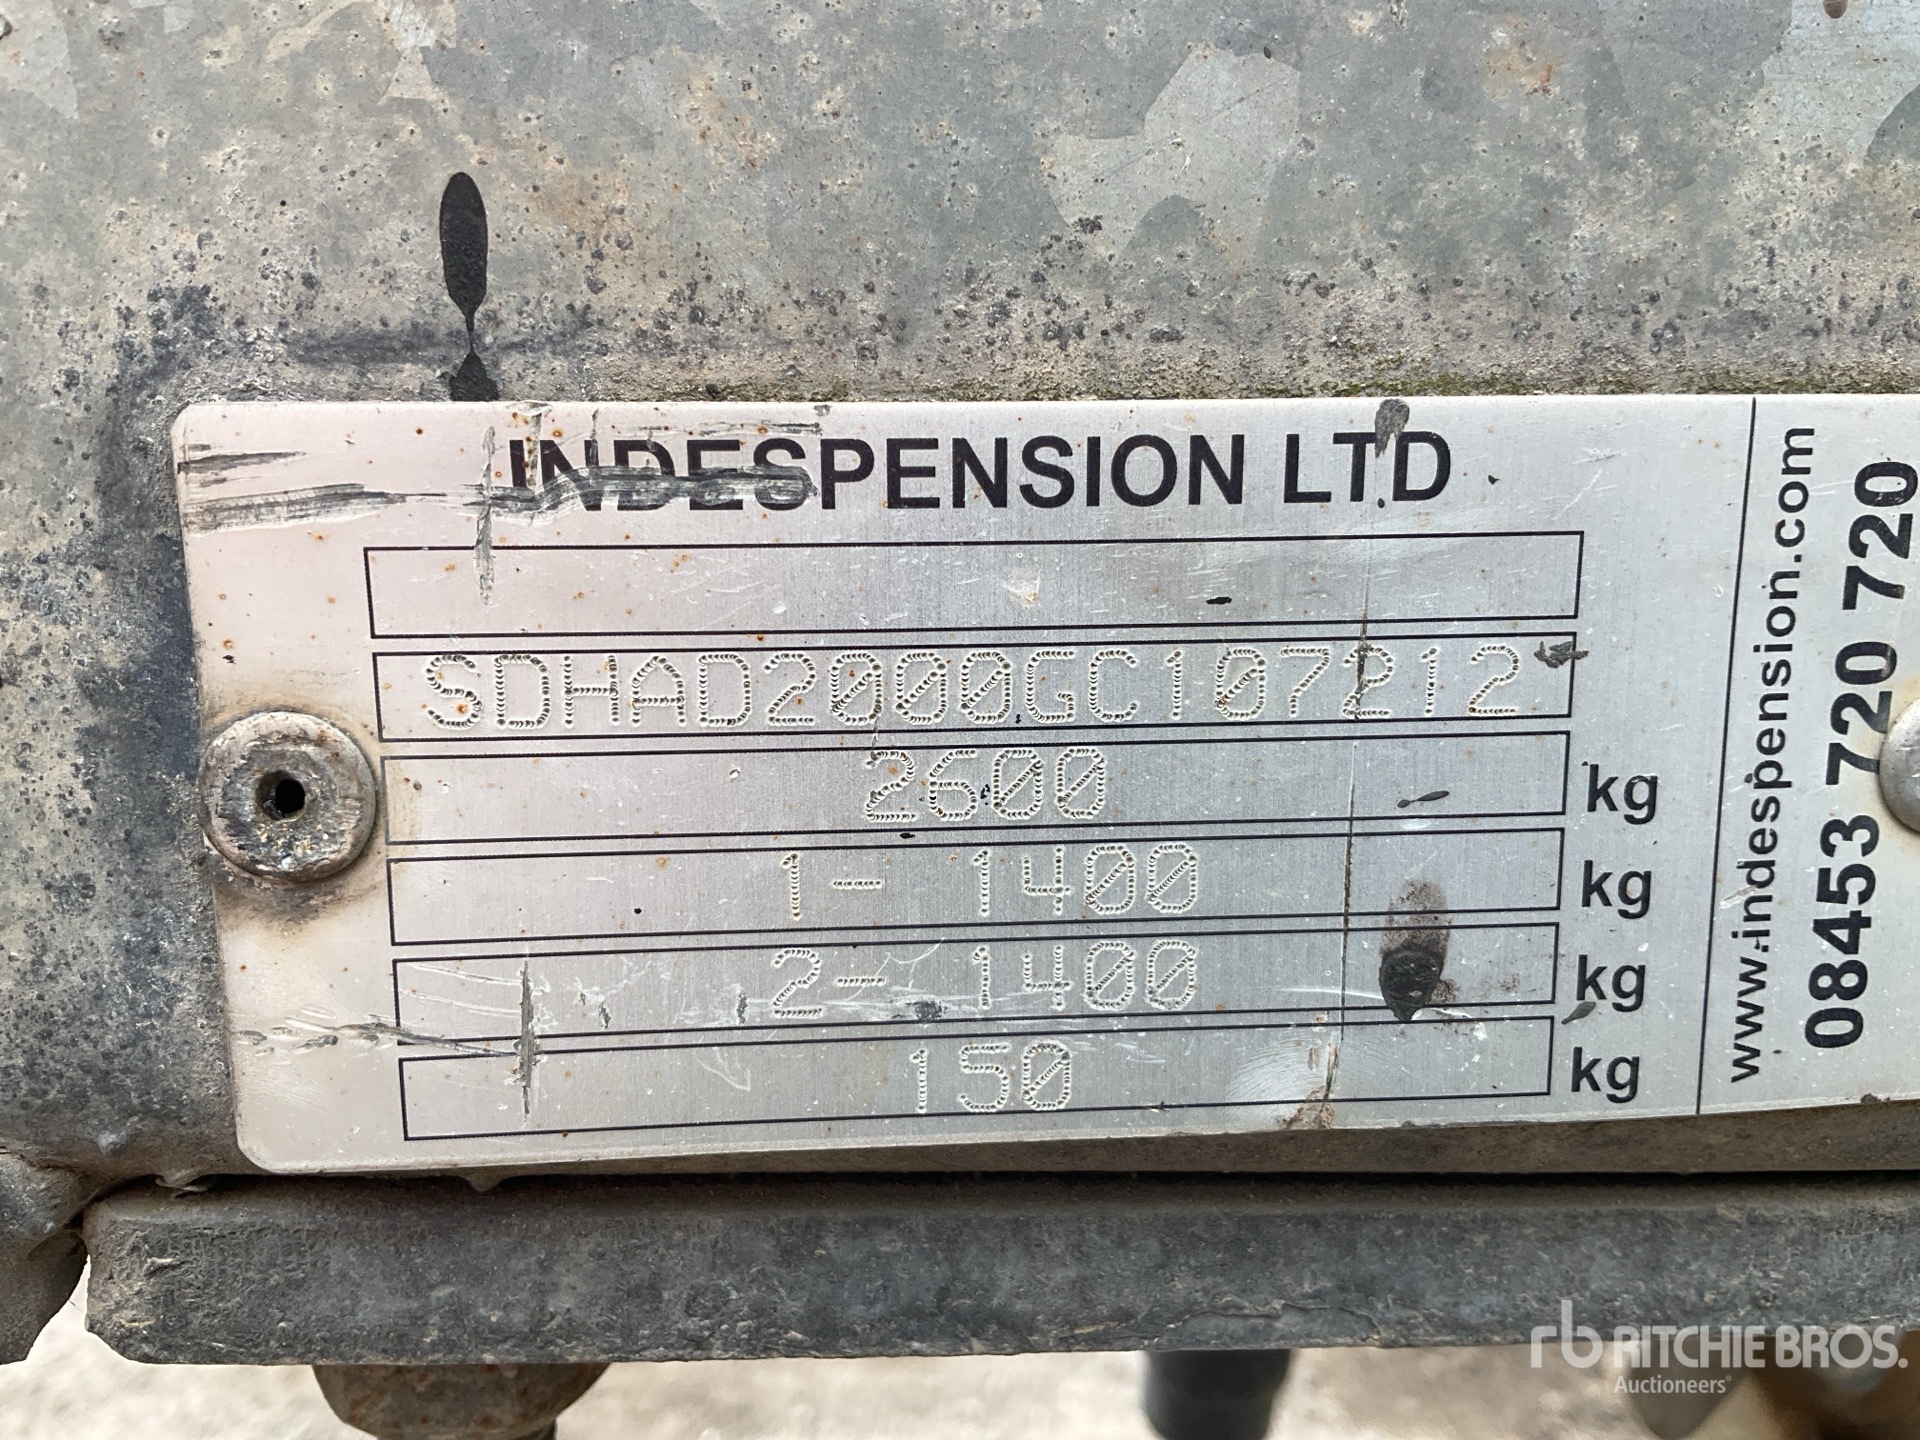 INDESPENSION LTD
SDHAD2000GC107212
2600 kg
1- 1400 kg
2- 1400 kg
150 kg
www.indespension.com
08453 720 720
rb RITCHIE BROS.
Auctioneers